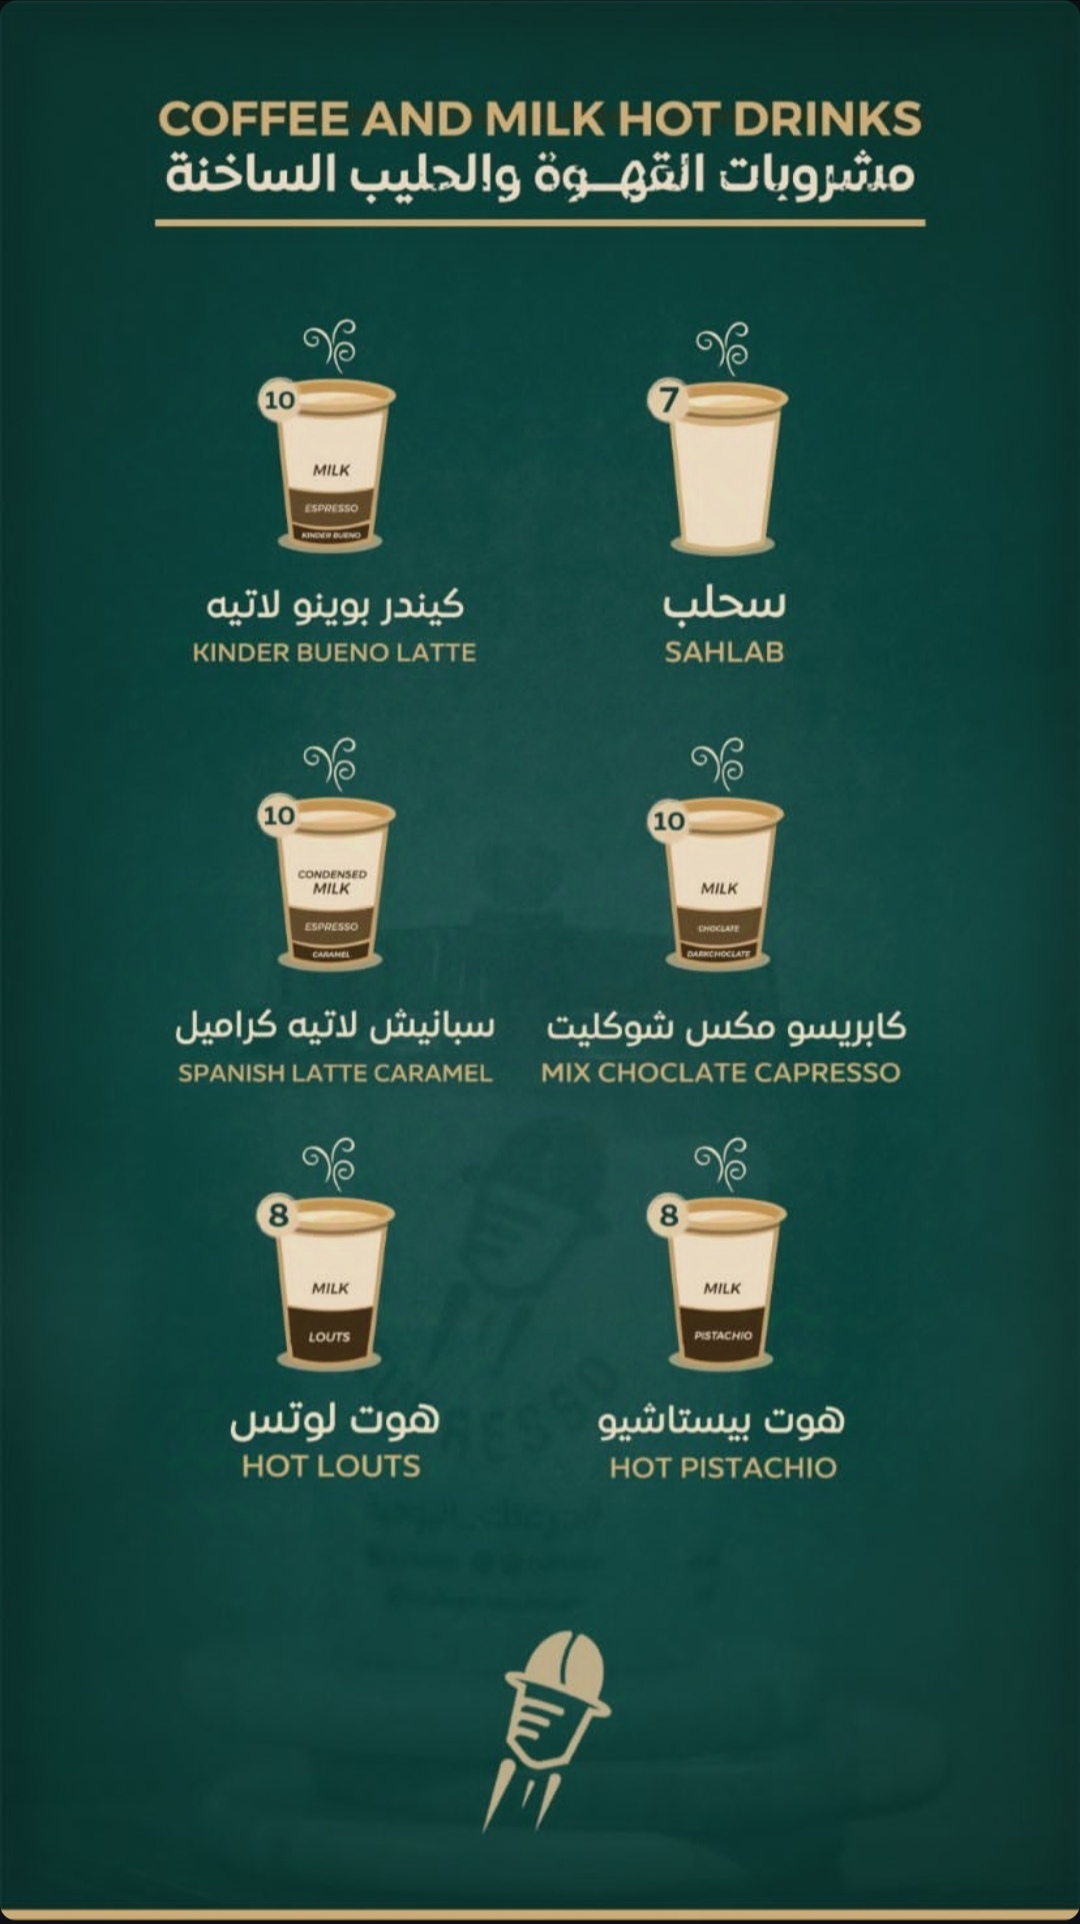 COFFEE AND MILK HOT DRINKS
مشروبات القهـوة والحليب الساخنة
10
MILK
ESPRESSO
KINDER BUENO
كيندر بوينو لاتيه
KINDER BUENO LATTE
7
سحلب
SAHLAB
10
CONDENSED
MILK
ESPRESSO
CARAMEL
سبانيش لاتيه كراميل
SPANISH LATTE CARAMEL
10
MILK
CHOCLATE
DARKCHOCLATE
كابريسو مكس شوكليت
MIX CHOCLATE CAPRESSO
8
MILK
LOUTS
هوت لوتس
HOT LOUTS
8
MILK
PISTACHIO
هوت بيستاشيو
HOT PISTACHIO